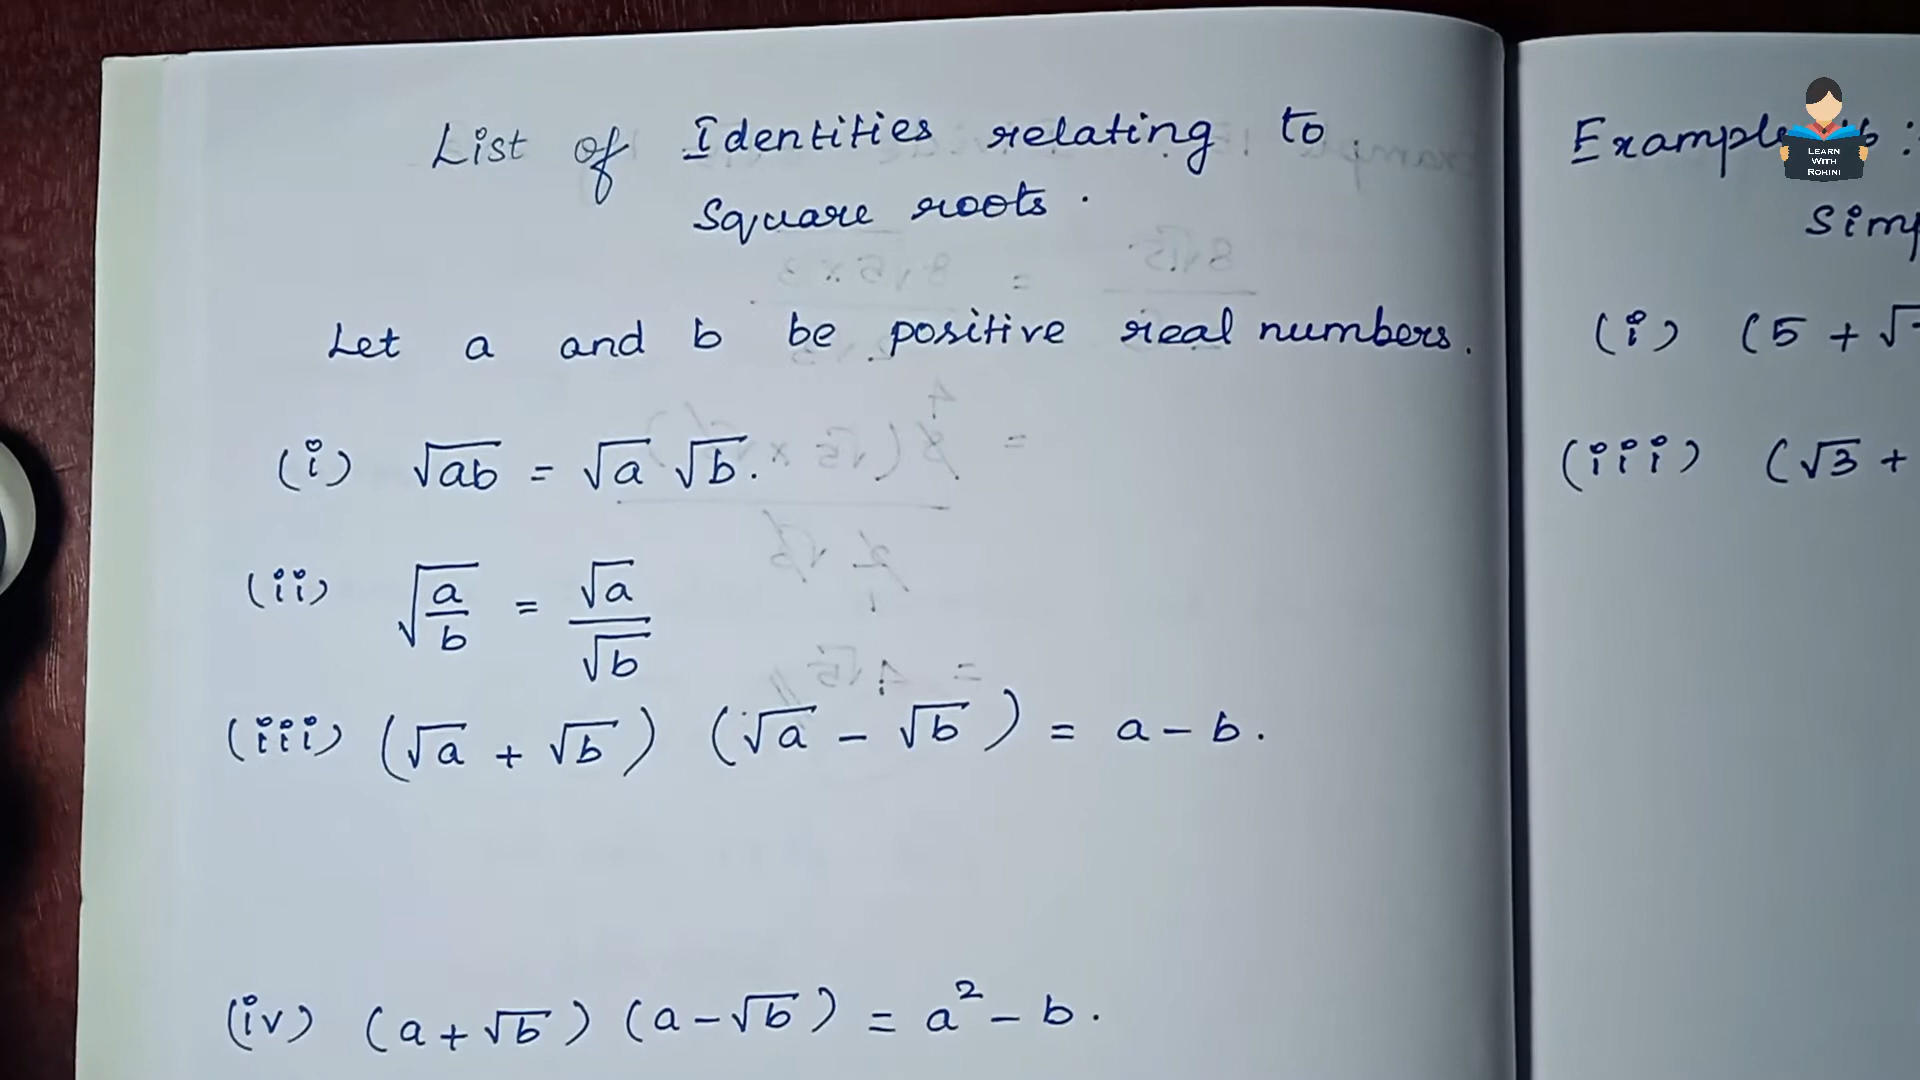 List of Identities relating to
Square roots.
Let a and b be positive real numbers.
(i) √ab = √a √b.
(ii) √(a/b) = √a/√b
(iii) (√a + √b) (√a - √b) = a - b.
(iv) (a + √b) (a - √b) = a² - b.
Example :
(i) (5 + √
(iii) (√3 +
LEARN
WITH
ROHINI